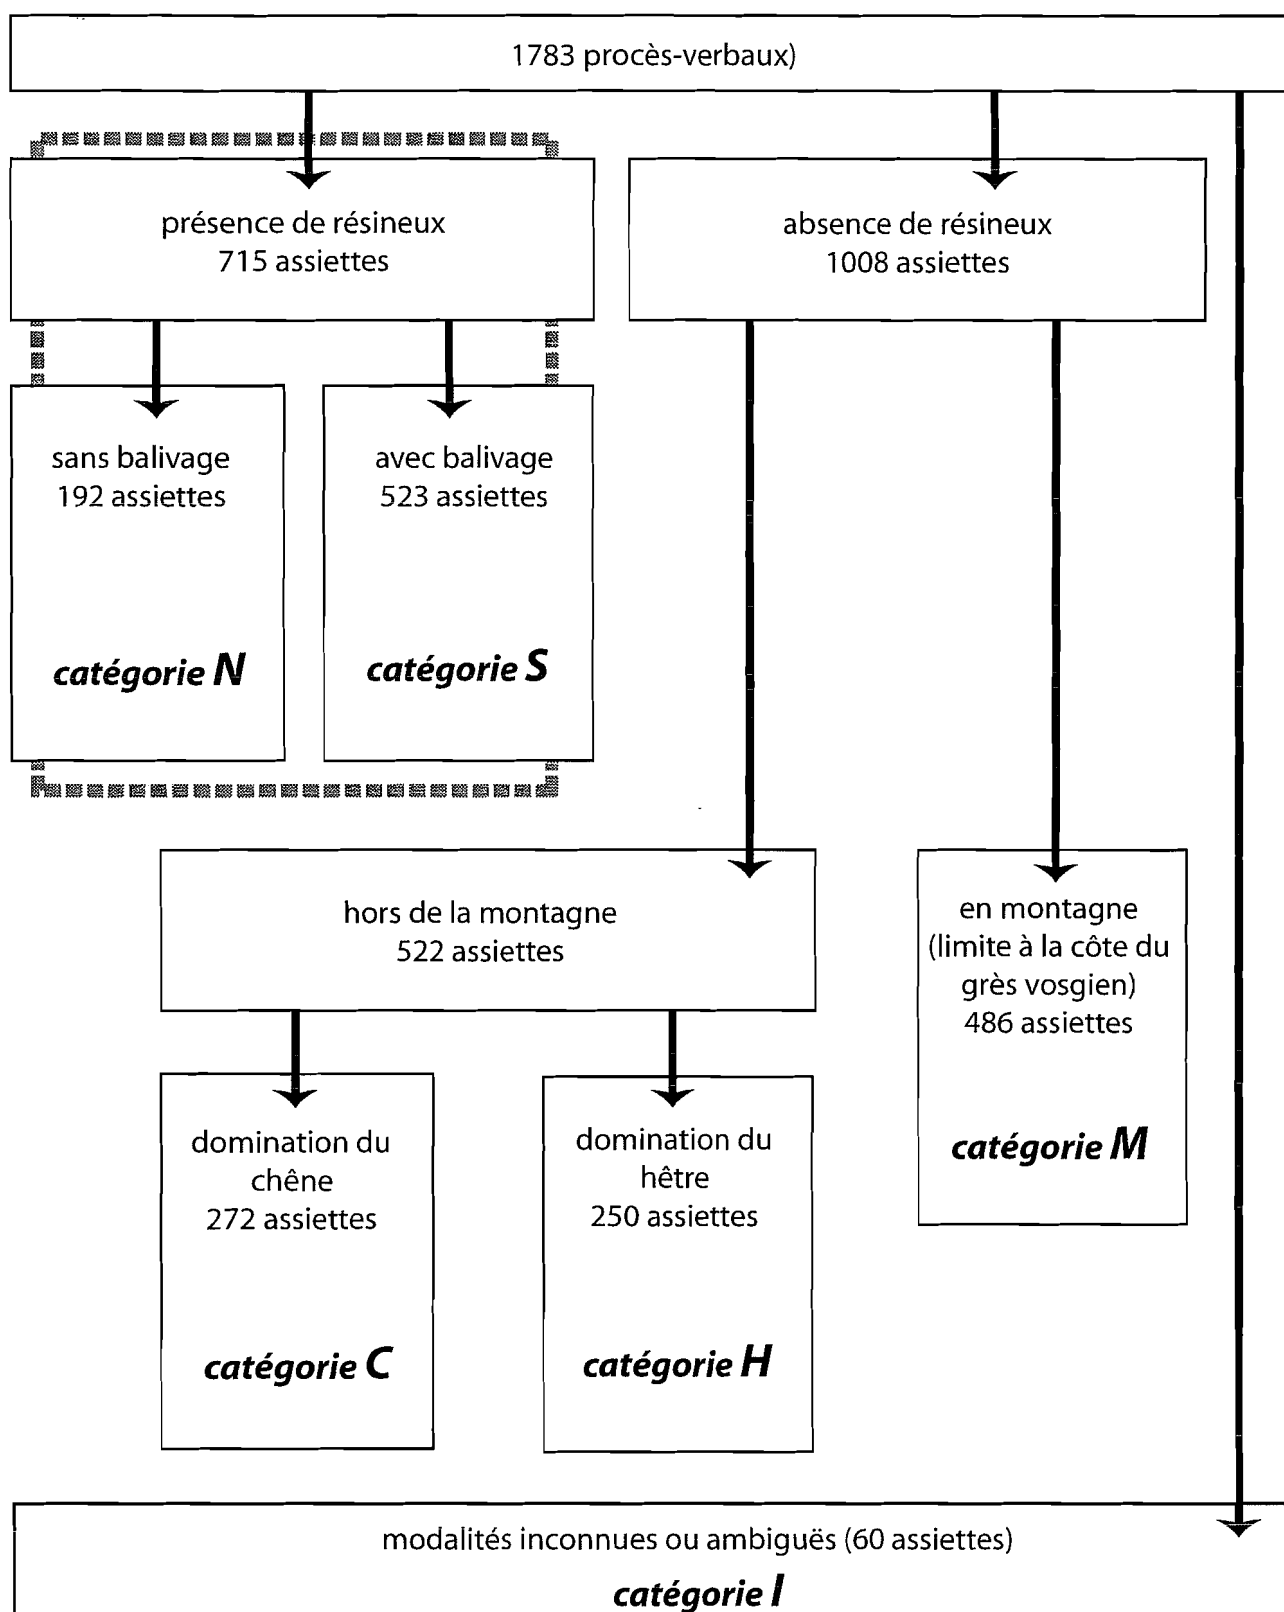 1783 procès-verbaux)
présence de résineux
715 assiettes
absence de résineux
1008 assiettes
sans balivage
192 assiettes
catégorie N
avec balivage
523 assiettes
catégorie S
hors de la montagne
522 assiettes
en montagne
(limite à la côte du
grès vosgien)
486 assiettes
catégorie M
domination du
chêne
272 assiettes
catégorie C
domination du
hêtre
250 assiettes
catégorie H
modalités inconnues ou ambiguës (60 assiettes)
catégorie I